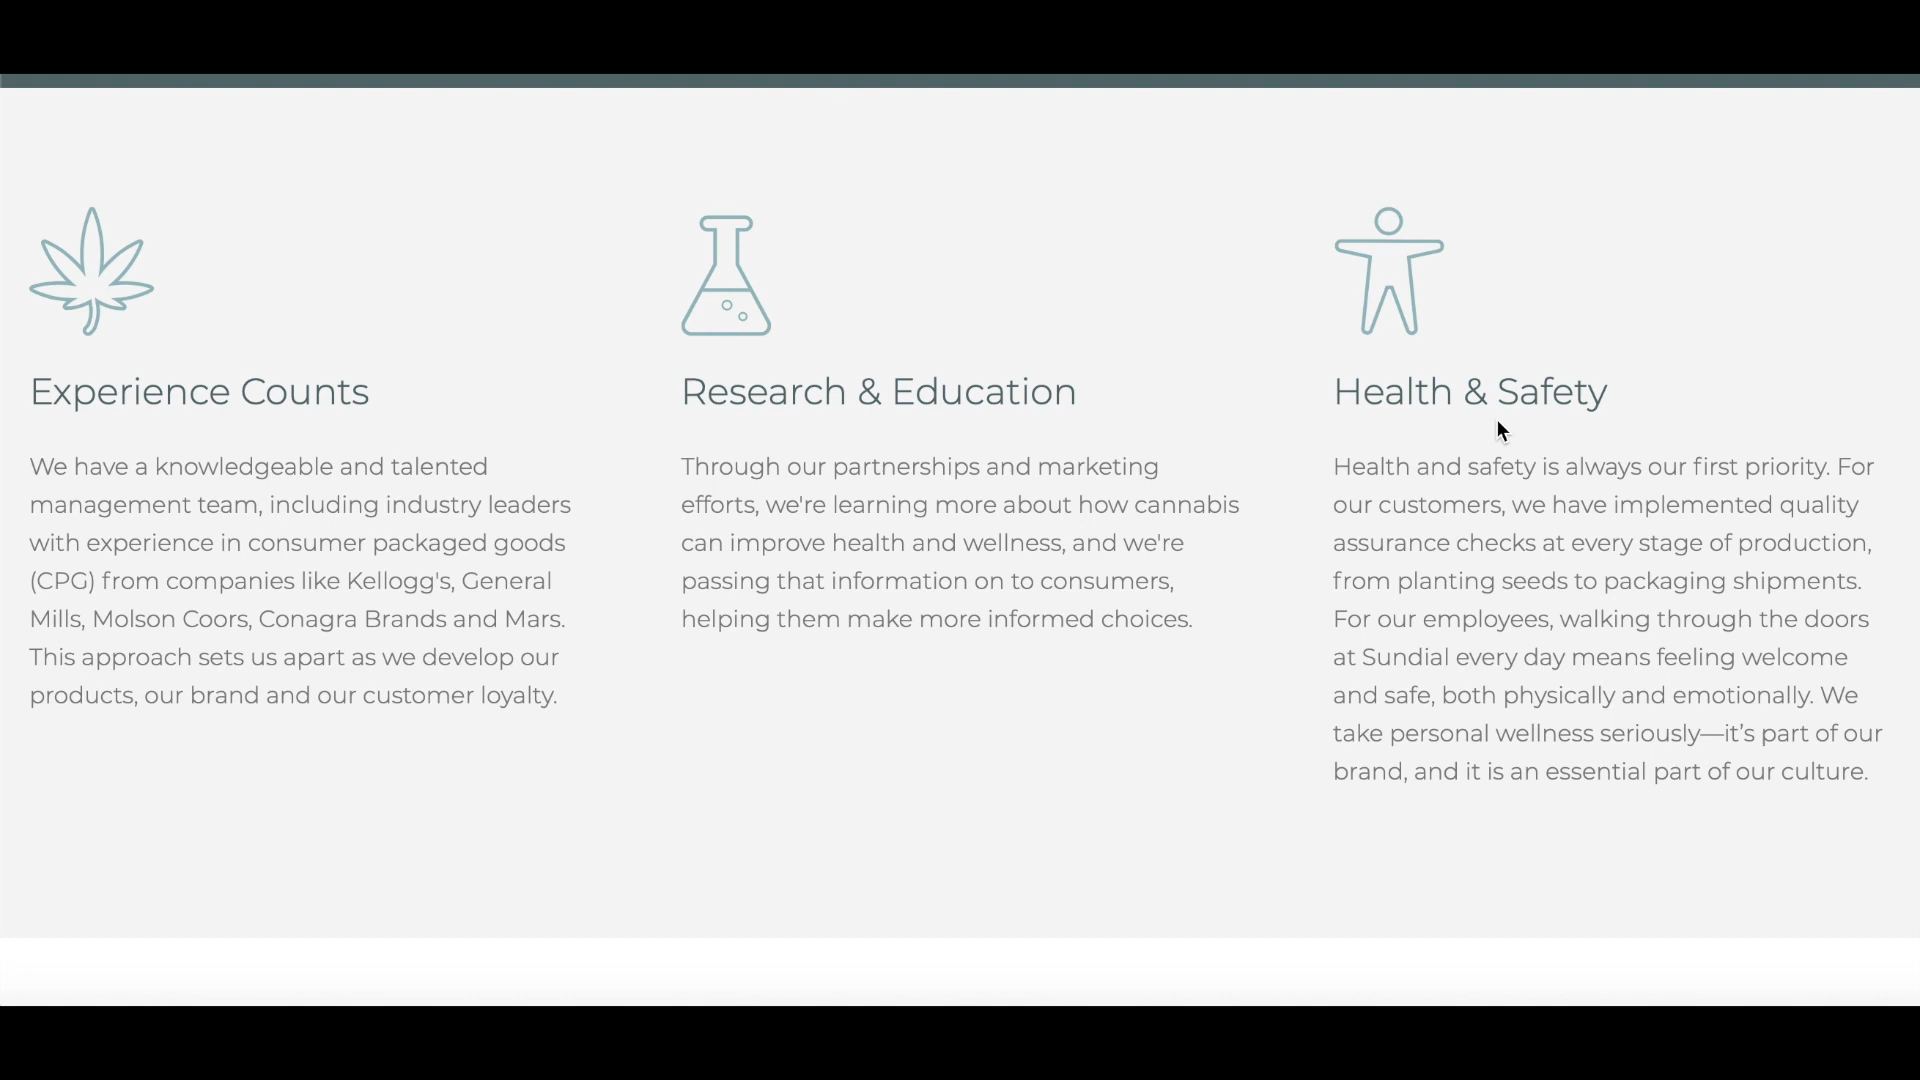 Experience Counts
We have a knowledgeable and talented
management team, including industry leaders
with experience in consumer packaged goods
(CPG) from companies like Kellogg's, General
Mills, Molson Coors, Conagra Brands and Mars.
This approach sets us apart as we develop our
products, our brand and our customer loyalty.
Research & Education
Through our partnerships and marketing
efforts, we're learning more about how cannabis
can improve health and wellness, and we're
passing that information on to consumers,
helping them make more informed choices.
Health & Safety
Health and safety is always our first priority. For
our customers, we have implemented quality
assurance checks at every stage of production,
from planting seeds to packaging shipments.
For our employees, walking through the doors
at Sundial every day means feeling welcome
and safe, both physically and emotionally. We
take personal wellness seriously—it’s part of our
brand, and it is an essential part of our culture.